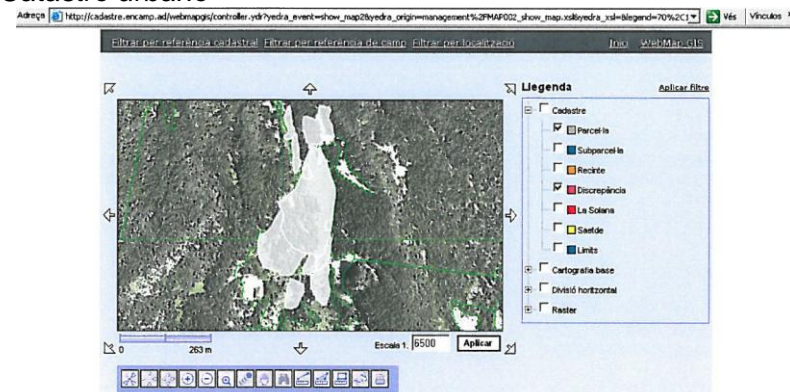 Catastro urbano
Adreça http://cadastre.encamp.ad/webmapgis/controller.ydr?yedra_event=show_map2&yedra_origin=management%2FMAP002_show_map.xsl&yedra_xsl=&legend=70%2C1 Vés Vínculos
Filtrar per referència cadastral Filtrar per referència de camp Filtrar per localització Inici WebMap GIS
Llegenda Aplicar filtre
Cadastre
Parcel·la
Subparcel·la
Recinte
Discrepància
La Solana
Saetde
Límits
Cartografia base
Divisió horitzontal
Raster
0 263 m Escala 1: 6500 Aplicar